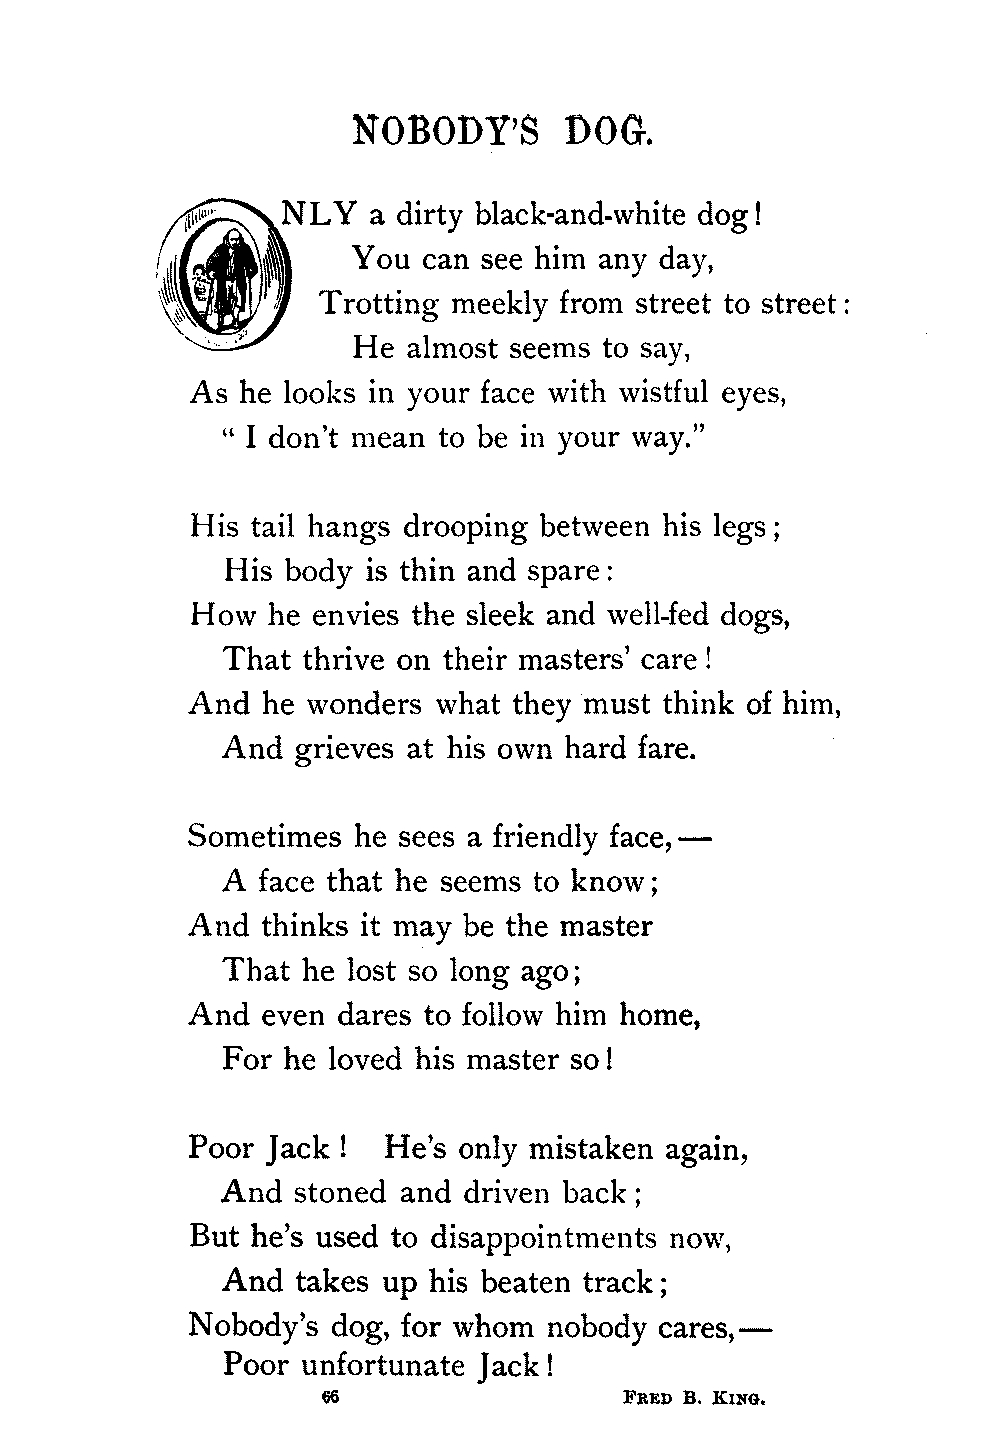 NOBODY'S DOG.
ONLY a dirty black-and-white dog!
You can see him any day,
Trotting meekly from street to street:
He almost seems to say,
As he looks in your face with wistful eyes,
“ I don't mean to be in your way.”
His tail hangs drooping between his legs;
His body is thin and spare:
How he envies the sleek and well-fed dogs,
That thrive on their masters' care!
And he wonders what they must think of him,
And grieves at his own hard fare.
Sometimes he sees a friendly face,—
A face that he seems to know;
And thinks it may be the master
That he lost so long ago;
And even dares to follow him home,
For he loved his master so!
Poor Jack! He's only mistaken again,
And stoned and driven back;
But he's used to disappointments now,
And takes up his beaten track;
Nobody's dog, for whom nobody cares,—
Poor unfortunate Jack!
66 FRED B. KING.